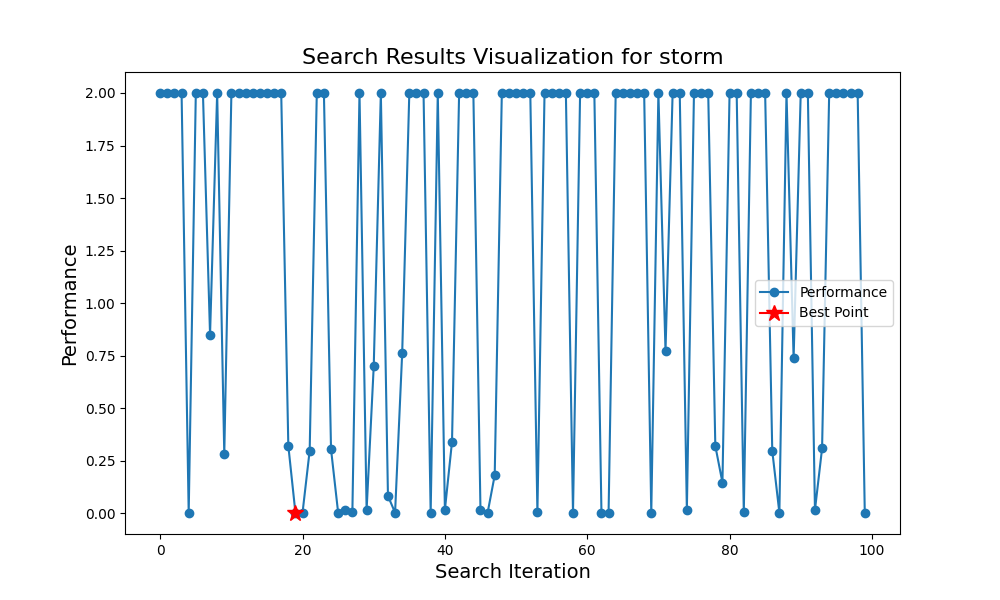 Search Results Visualization for storm
Performance
2.00
1.75
1.50
1.25
1.00
0.75
0.50
0.25
0.00
Performance
Best Point
0 20 40 60 80 100
Search Iteration